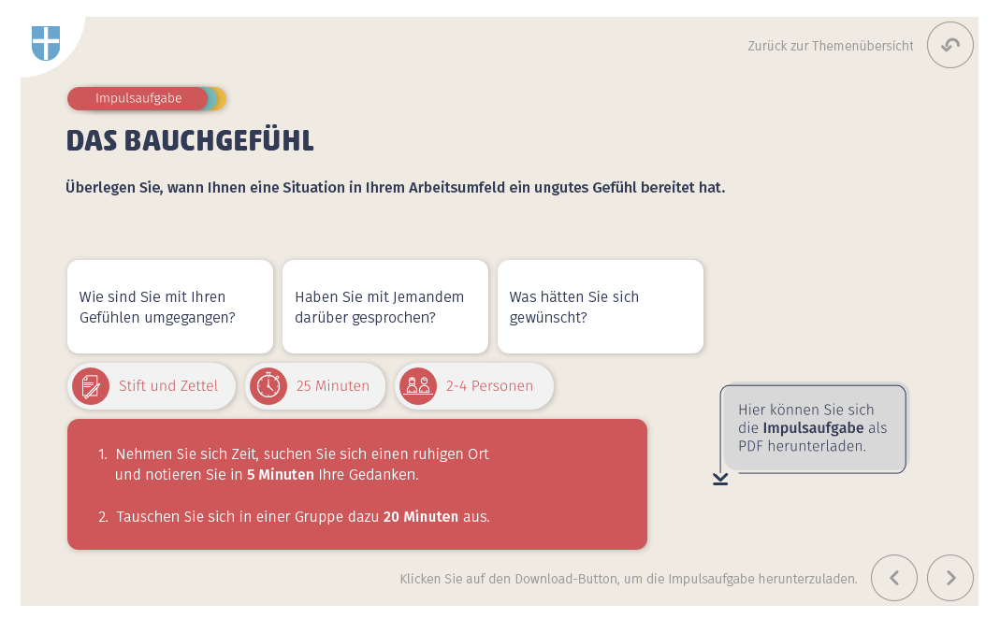 Zurück zur Themenübersicht
Impulsaufgabe
DAS BAUCHGEFÜHL
Überlegen Sie, wann Ihnen eine Situation in Ihrem Arbeitsumfeld ein ungutes Gefühl bereitet hat.
Wie sind Sie mit Ihren
Gefühlen umgegangen?
Haben Sie mit Jemandem
darüber gesprochen?
Was hätten Sie sich
gewünscht?
Stift und Zettel
25 Minuten
2-4 Personen
1. Nehmen Sie sich Zeit, suchen Sie sich einen ruhigen Ort
und notieren Sie in 5 Minuten Ihre Gedanken.
2. Tauschen Sie sich in einer Gruppe dazu 20 Minuten aus.
Hier können Sie sich
die Impulsaufgabe als
PDF herunterladen.
Klicken Sie auf den Download-Button, um die Impulsaufgabe herunterzuladen.